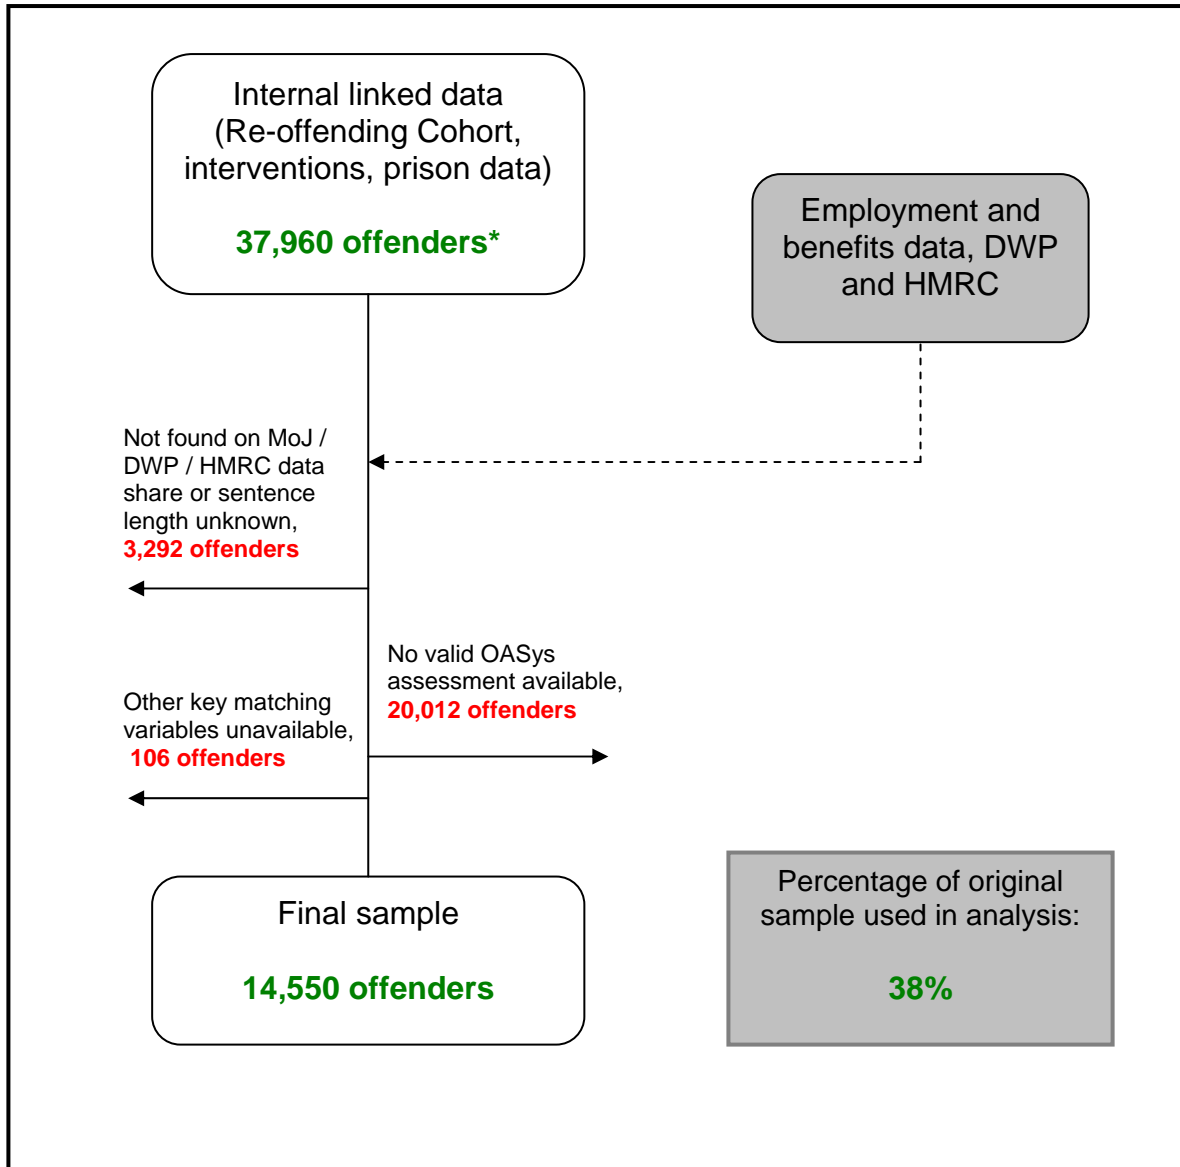 Internal linked data
(Re-offending Cohort,
interventions, prison data)
37,960 offenders*
Employment and
benefits data, DWP
and HMRC
Not found on MoJ /
DWP / HMRC data
share or sentence
length unknown,
3,292 offenders
No valid OASys
assessment available,
20,012 offenders
Other key matching
variables unavailable,
106 offenders
Final sample
14,550 offenders
Percentage of original
sample used in analysis:
38%